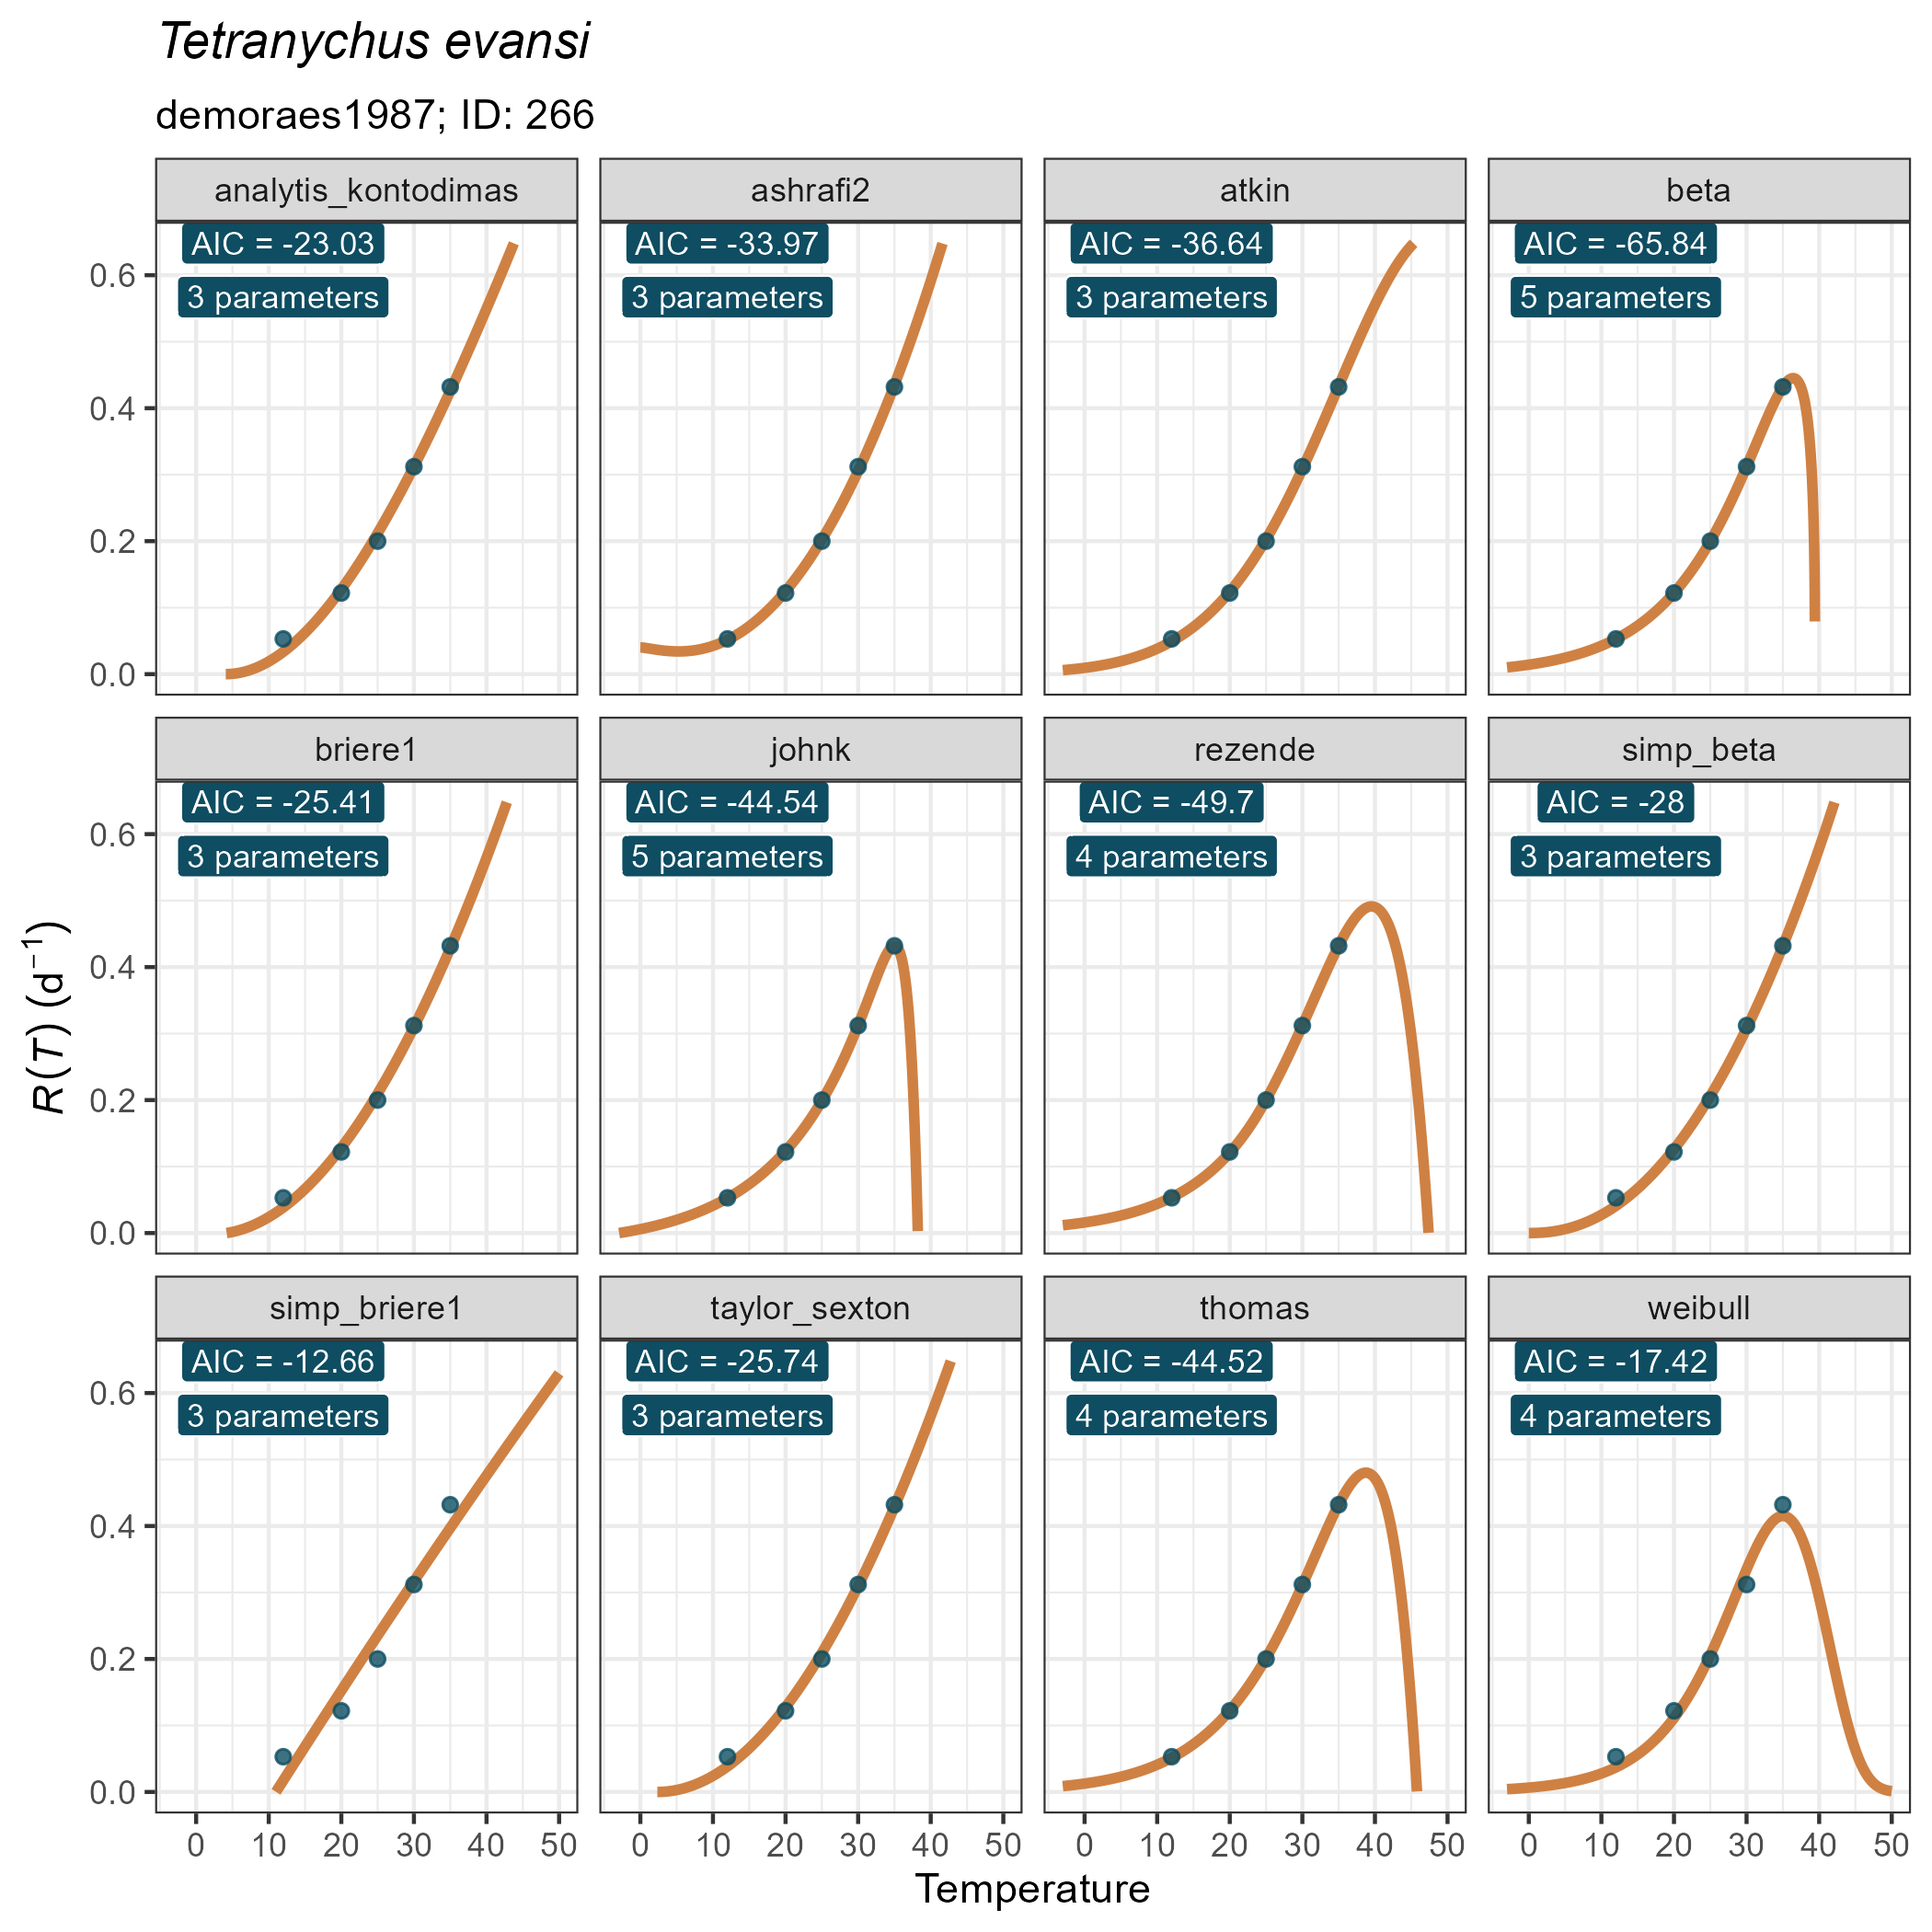 Tetranychus evansi
demoraes1987; ID: 266
analytis_kontodimas ashrafi2 atkin beta
AIC = -23.03 AIC = -33.97 AIC = -36.64 AIC = -65.84
3 parameters 3 parameters 3 parameters 5 parameters
0.6
0.4
0.2
0.0
briere1 johnk rezende simp_beta
AIC = -25.41 AIC = -44.54 AIC = -49.7 AIC = -28
3 parameters 5 parameters 4 parameters 3 parameters
0.6
0.4
0.2
0.0
R(T) (d⁻¹)
simp_briere1 taylor_sexton thomas weibull
AIC = -12.66 AIC = -25.74 AIC = -44.52 AIC = -17.42
3 parameters 3 parameters 4 parameters 4 parameters
0.6
0.4
0.2
0.0
0 10 20 30 40 50 0 10 20 30 40 50 0 10 20 30 40 50 0 10 20 30 40 50
Temperature